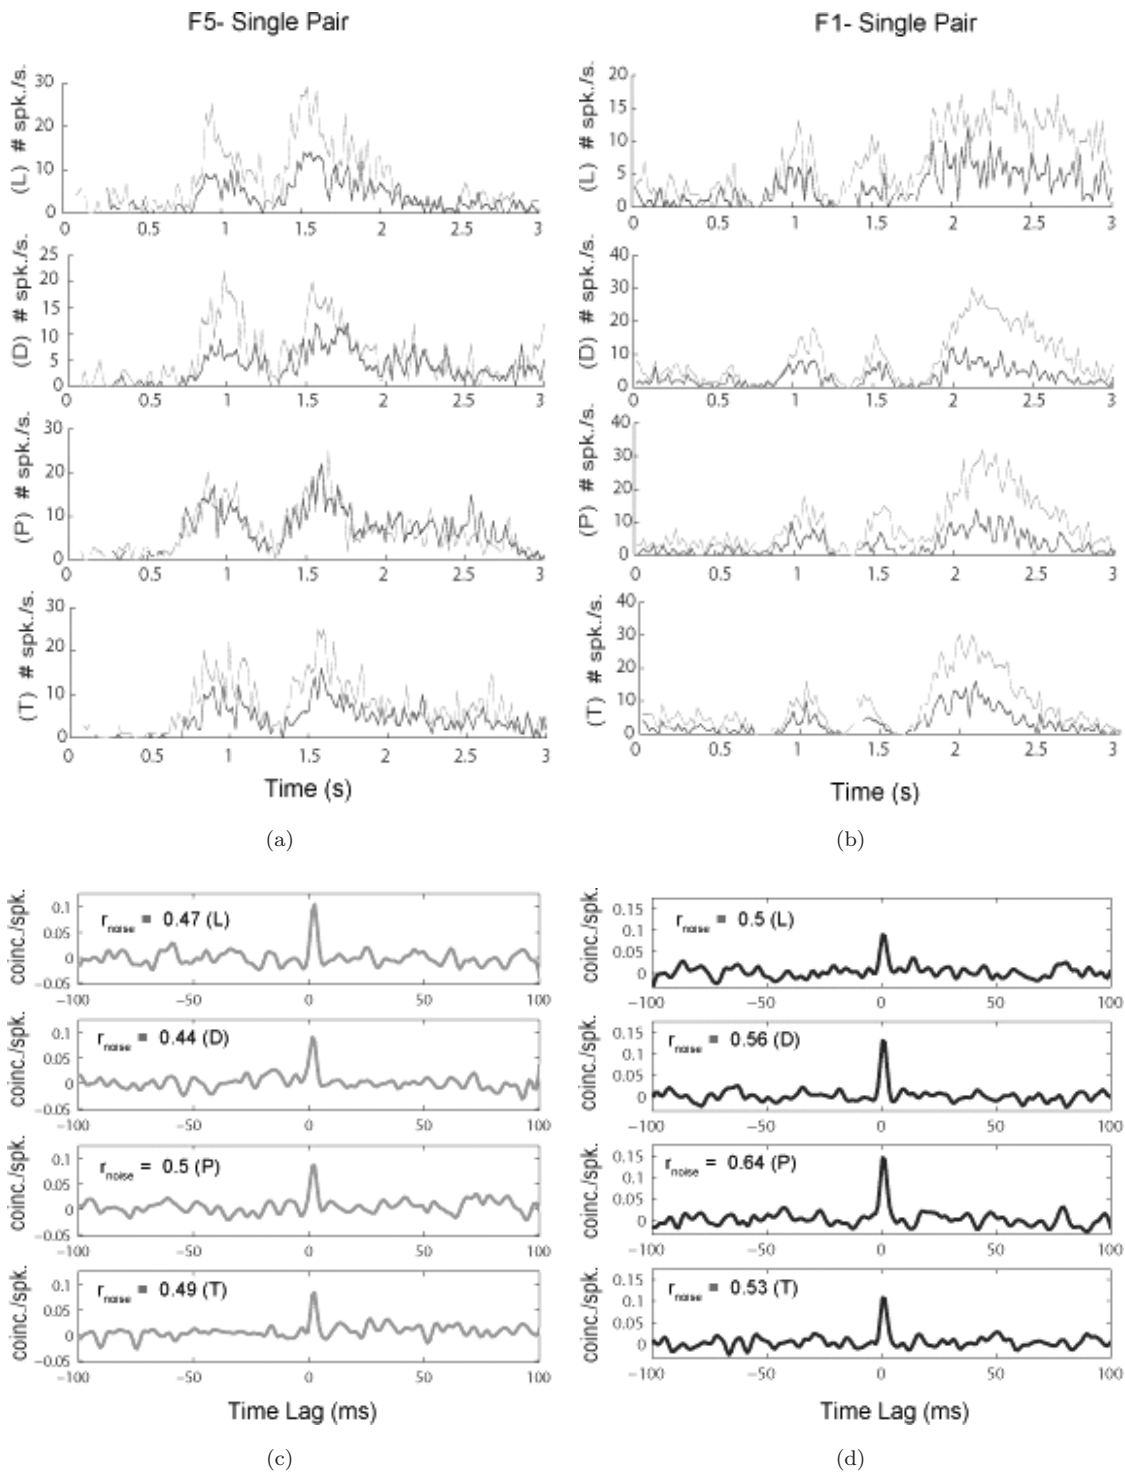 F5- Single Pair
F1- Single Pair
(L) # spk./s.
30
20
10
0
0 0.5 1 1.5 2 2.5 3
(D) # spk./s.
25
20
15
10
5
0
0 0.5 1 1.5 2 2.5 3
(P) # spk./s.
30
20
10
0
0 0.5 1 1.5 2 2.5 3
(T) # spk./s.
30
20
10
0
0 0.5 1 1.5 2 2.5 3
Time (s)
(a)
(L) # spk./s.
20
15
10
5
0
0 0.5 1 1.5 2 2.5 3
(D) # spk./s.
40
30
20
10
0
0 0.5 1 1.5 2 2.5 3
(P) # spk./s.
40
30
20
10
0
0 0.5 1 1.5 2 2.5 3
(T) # spk./s.
40
30
20
10
0
0 0.5 1 1.5 2 2.5 3
Time (s)
(b)
coinc./spk.
0.1
0.05
0
−0.05
rnoise = 0.47 (L)
−100 −50 0 50 100
coinc./spk.
0.1
0.05
0
−0.05
rnoise = 0.44 (D)
−100 −50 0 50 100
coinc./spk.
0.1
0.05
0
−0.05
rnoise = 0.5 (P)
−100 −50 0 50 100
coinc./spk.
0.1
0.05
0
−0.05
rnoise = 0.49 (T)
−100 −50 0 50 100
Time Lag (ms)
(c)
coinc./spk.
0.15
0.1
0.05
0
rnoise = 0.5 (L)
−100 −50 0 50 100
coinc./spk.
0.15
0.1
0.05
0
rnoise = 0.56 (D)
−100 −50 0 50 100
coinc./spk.
0.15
0.1
0.05
0
rnoise = 0.64 (P)
−100 −50 0 50 100
coinc./spk.
0.15
0.1
0.05
0
rnoise = 0.53 (T)
−100 −50 0 50 100
Time Lag (ms)
(d)